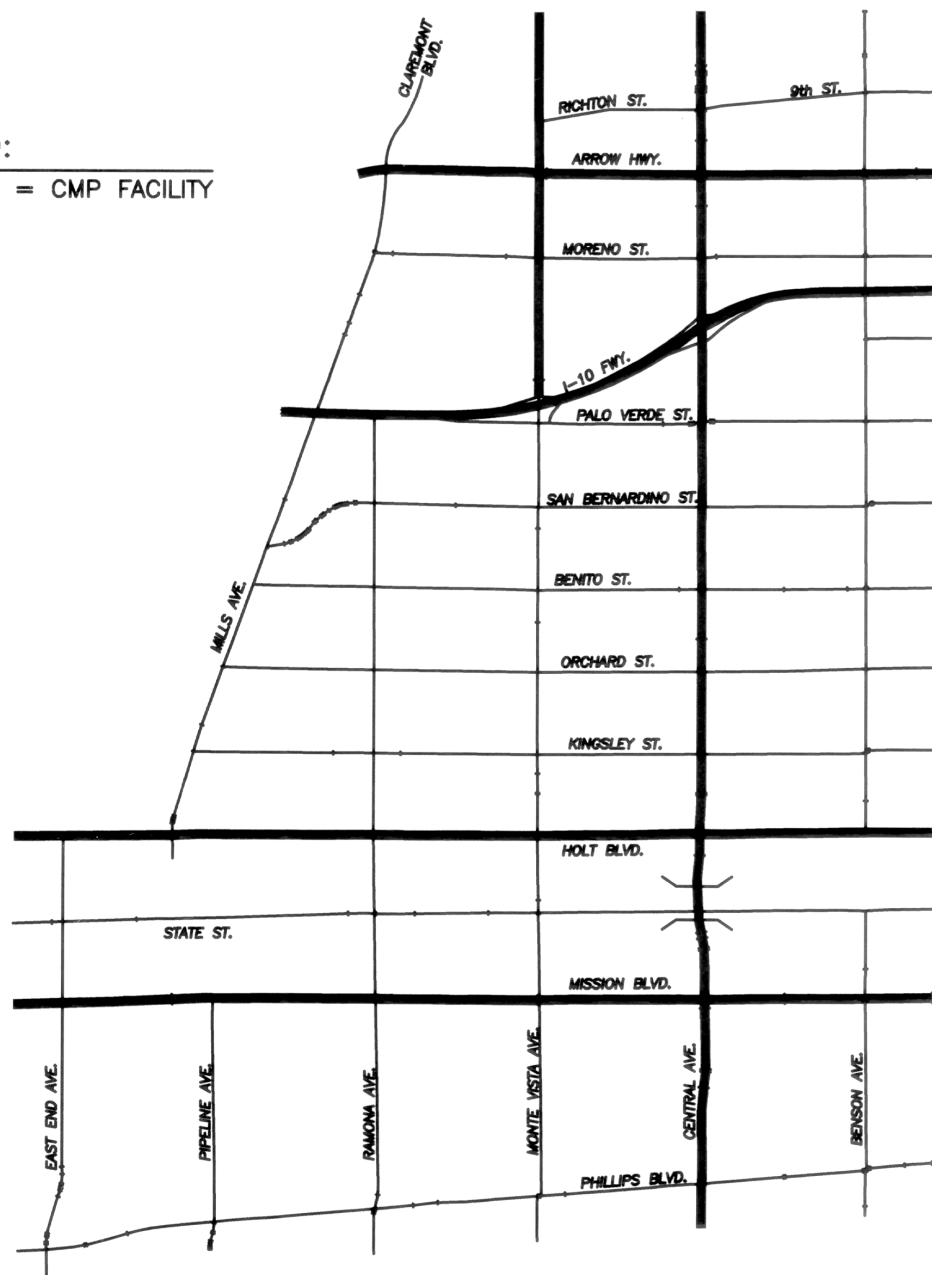 CLAREMONT
BLVD.
RICHTON ST.
9th ST.
ARROW HWY.
= CMP FACILITY
MORENO ST.
I-10 FWY.
PALO VERDE ST.
SAN BERNARDINO ST.
BENITO ST.
MILLS AVE.
ORCHARD ST.
KINGSLEY ST.
HOLT BLVD.
STATE ST.
MISSION BLVD.
EAST END AVE.
PIPELINE AVE.
RAMONA AVE.
MONTE VISTA AVE.
CENTRAL AVE.
BENSON AVE.
PHILLIPS BLVD.